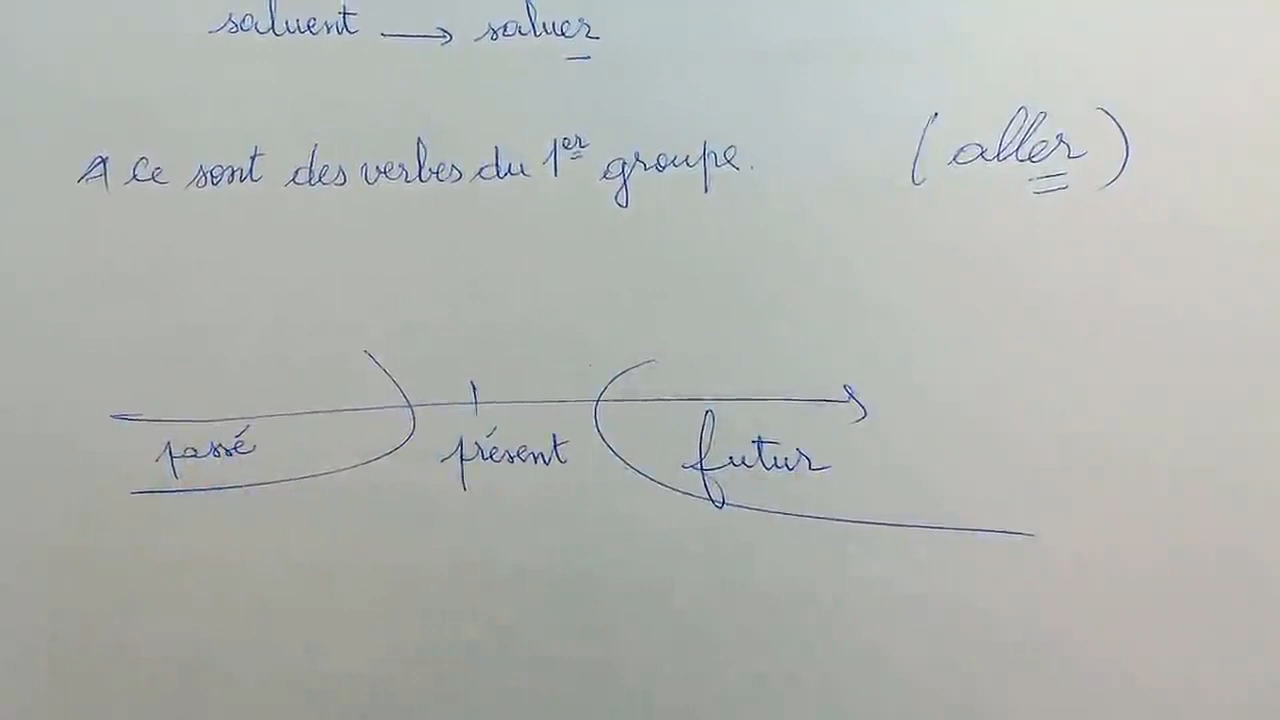 saluent → saluer
Ce sont des verbes du 1er groupe. (aller)
passé présent futur